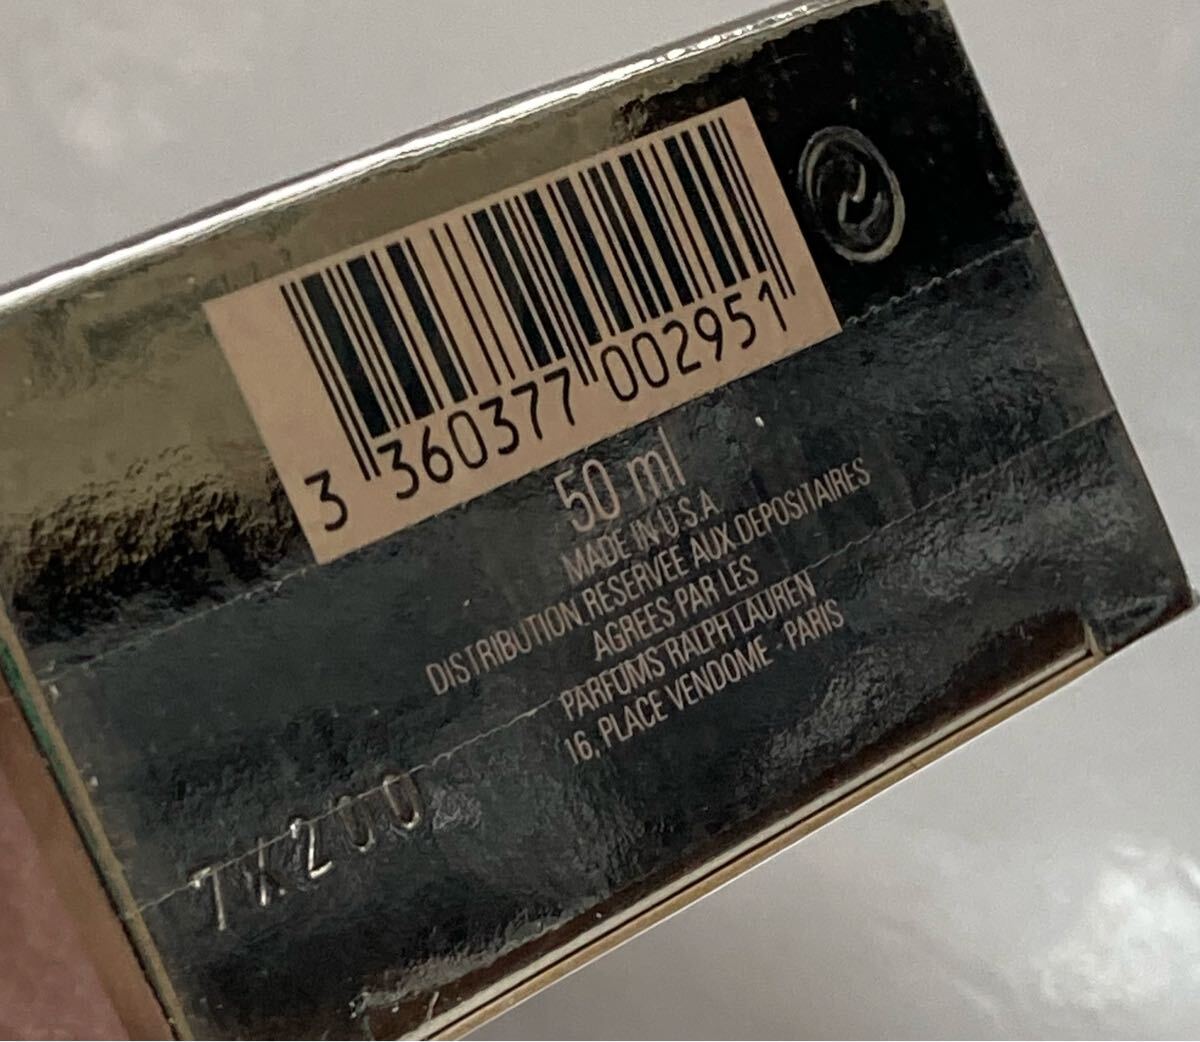 3 360377 002951
50 ml
MADE IN U.S.A
DISTRIBUTION RESERVEE AUX DEPOSITAIRES
AGREES PAR LES
PARFUMS RALPH LAUREN
16, PLACE VENDOME - PARIS
7K200